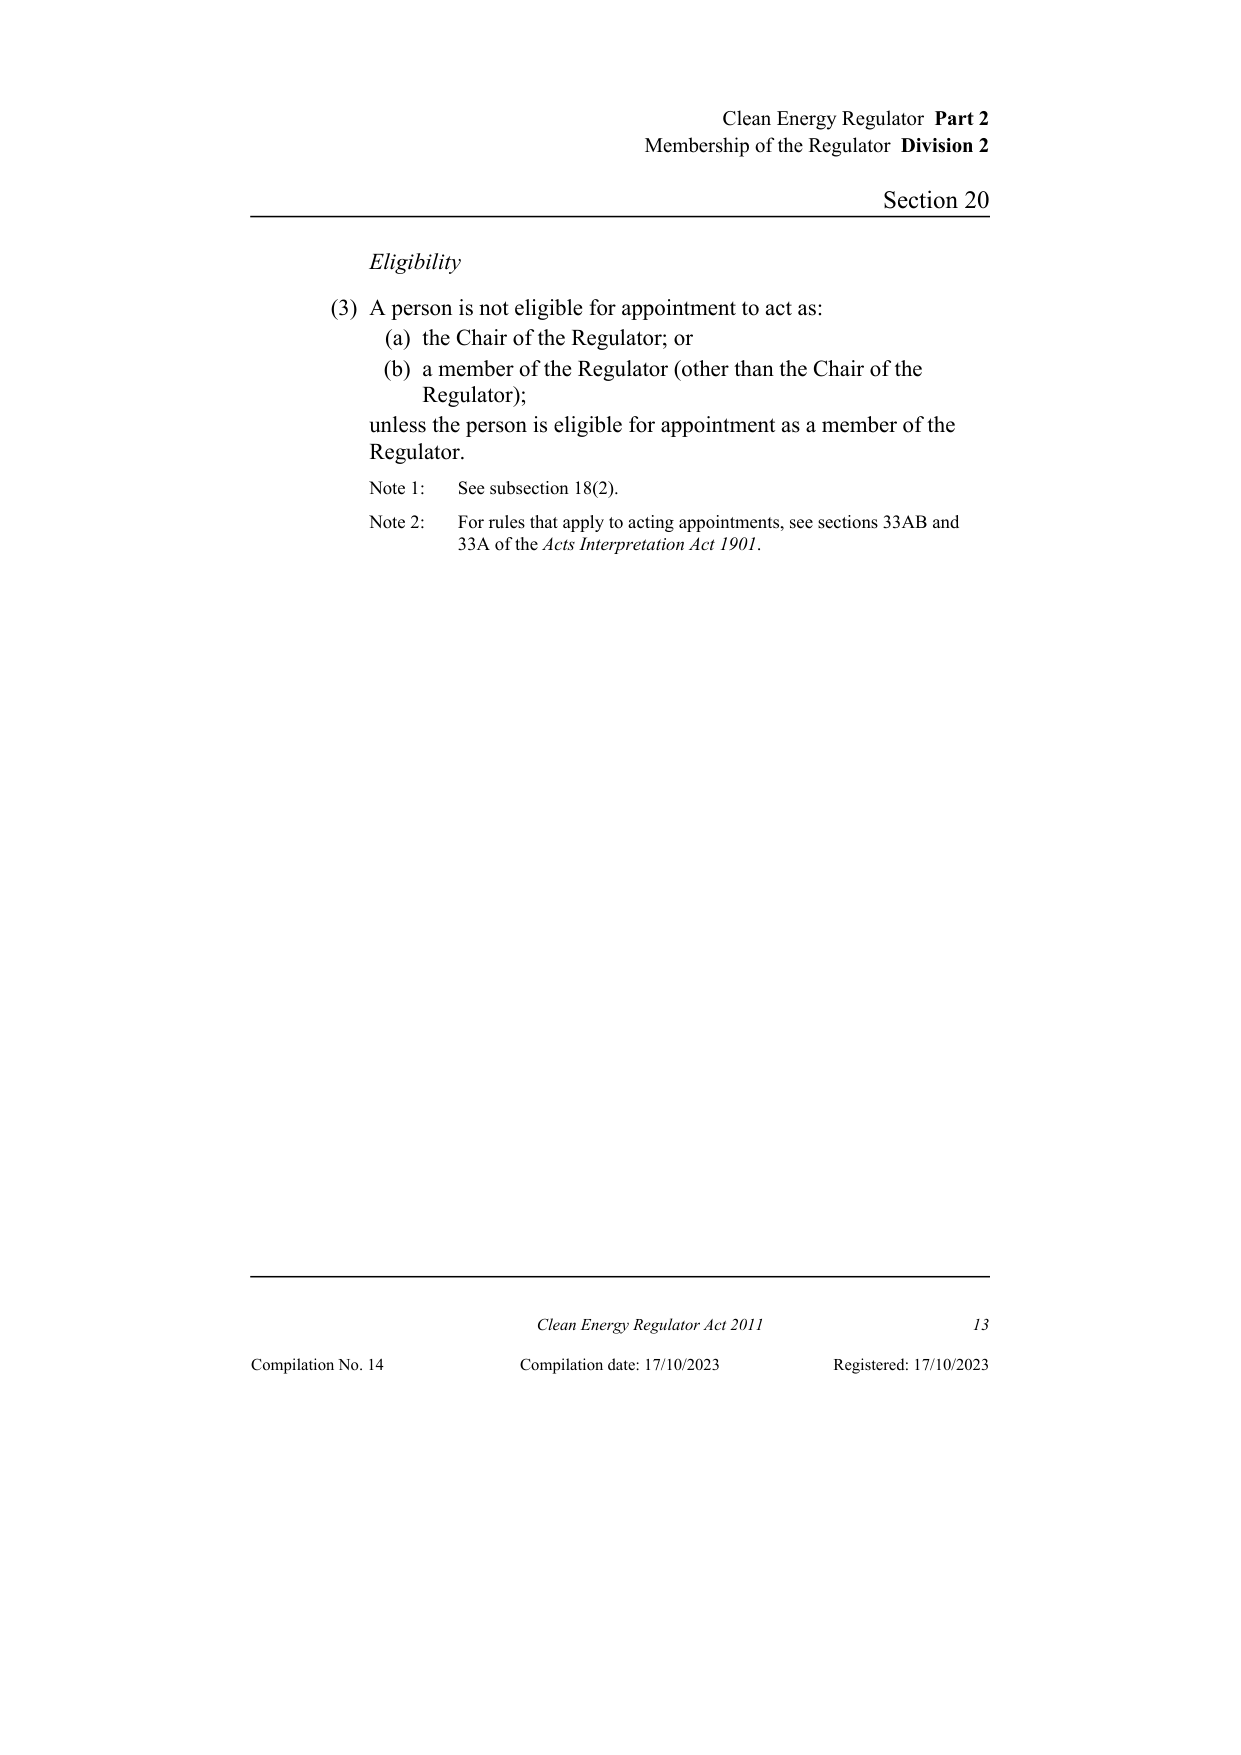 Clean Energy Regulator Part 2
Membership of the Regulator Division 2
Section 20
Eligibility
(3) A person is not eligible for appointment to act as:
(a) the Chair of the Regulator; or
(b) a member of the Regulator (other than the Chair of the
Regulator);
unless the person is eligible for appointment as a member of the
Regulator.
Note 1: See subsection 18(2).
Note 2: For rules that apply to acting appointments, see sections 33AB and
33A of the Acts Interpretation Act 1901.
Clean Energy Regulator Act 2011 13
Compilation No. 14 Compilation date: 17/10/2023 Registered: 17/10/2023